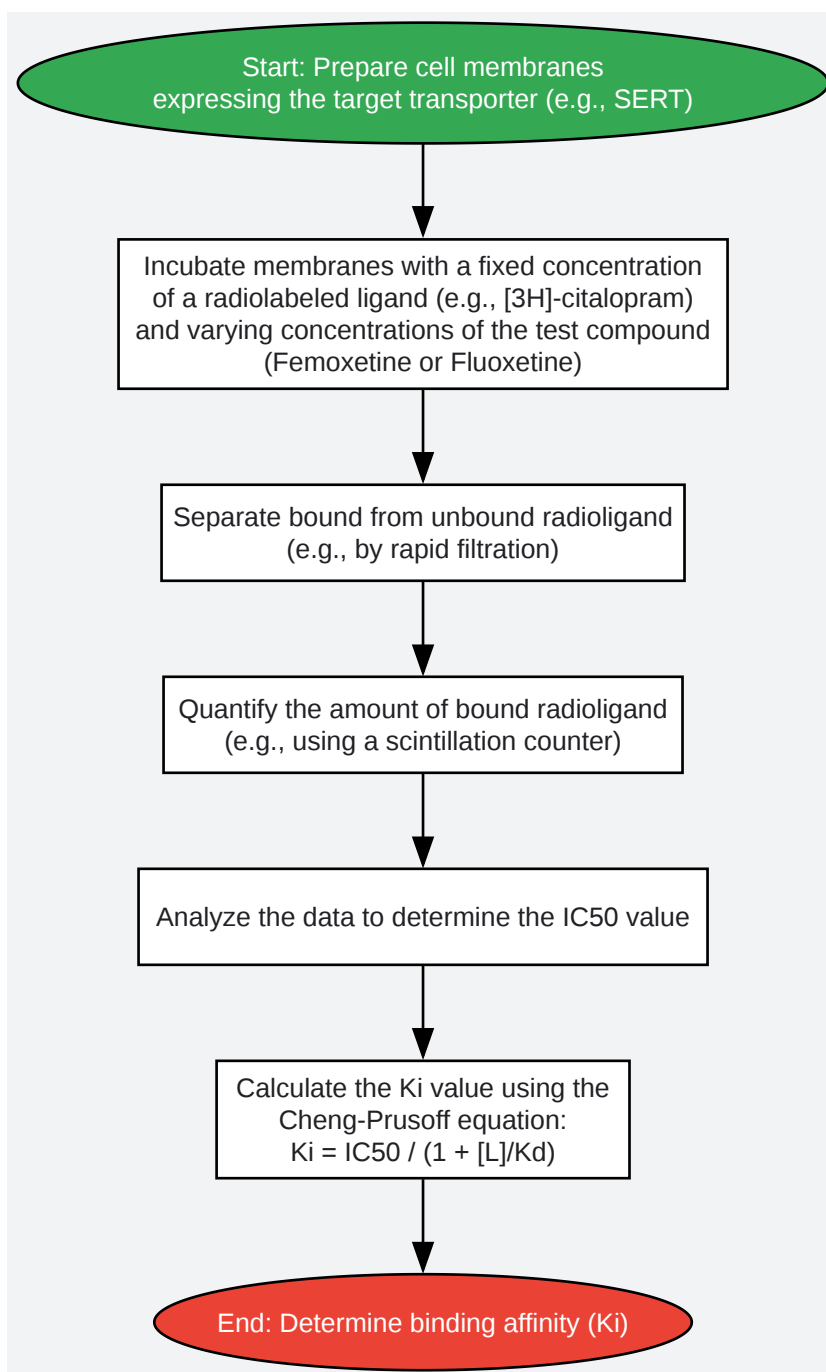 Start: Prepare cell membranes
expressing the target transporter (e.g., SERT)
Incubate membranes with a fixed concentration
of a radiolabeled ligand (e.g., [3H]-citalopram)
and varying concentrations of the test compound
(Femoxetine or Fluoxetine)
Separate bound from unbound radioligand
(e.g., by rapid filtration)
Quantify the amount of bound radioligand
(e.g., using a scintillation counter)
Analyze the data to determine the IC50 value
Calculate the Ki value using the
Cheng-Prusoff equation:
Ki = IC50 / (1 + [L]/Kd)
End: Determine binding affinity (Ki)